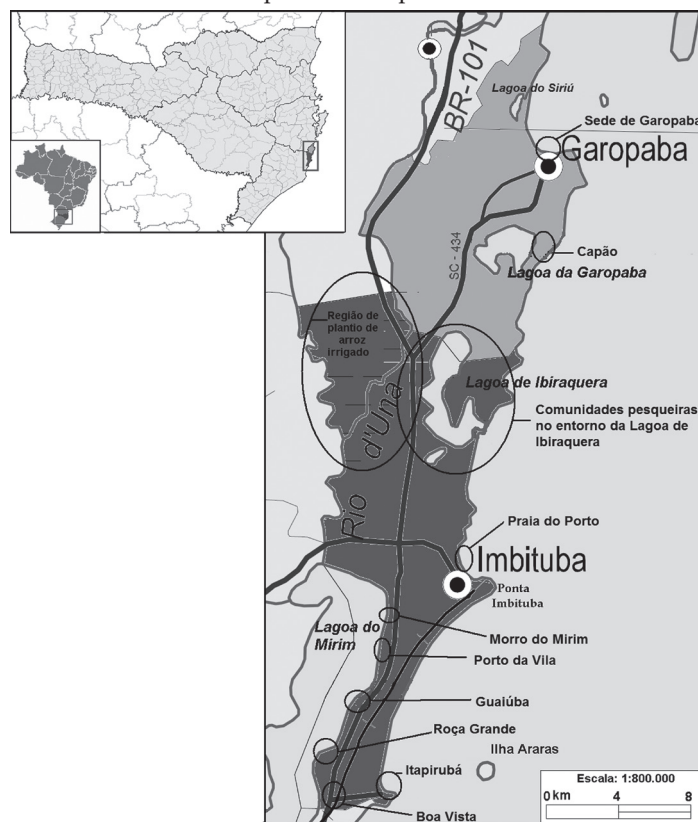 BR-101
Lagoa do Siriú
Sede de Garopaba
Garopaba
SC - 434
Capão
Lagoa da Garopaba
Região de
plantio de
arroz
irrigado
Lagoa de Ibiraquera
Rio d'Una
Comunidades pesqueiras
no entorno da Lagoa de
Ibiraquera
Praia do Porto
Imbituba
Ponta
Imbituba
Lagoa do
Mirim
Morro do Mirim
Porto da Vila
Guaiúba
Roça Grande
Ilha Araras
Itapirubá
Boa Vista
Escala: 1:800.000
0 km 4 8